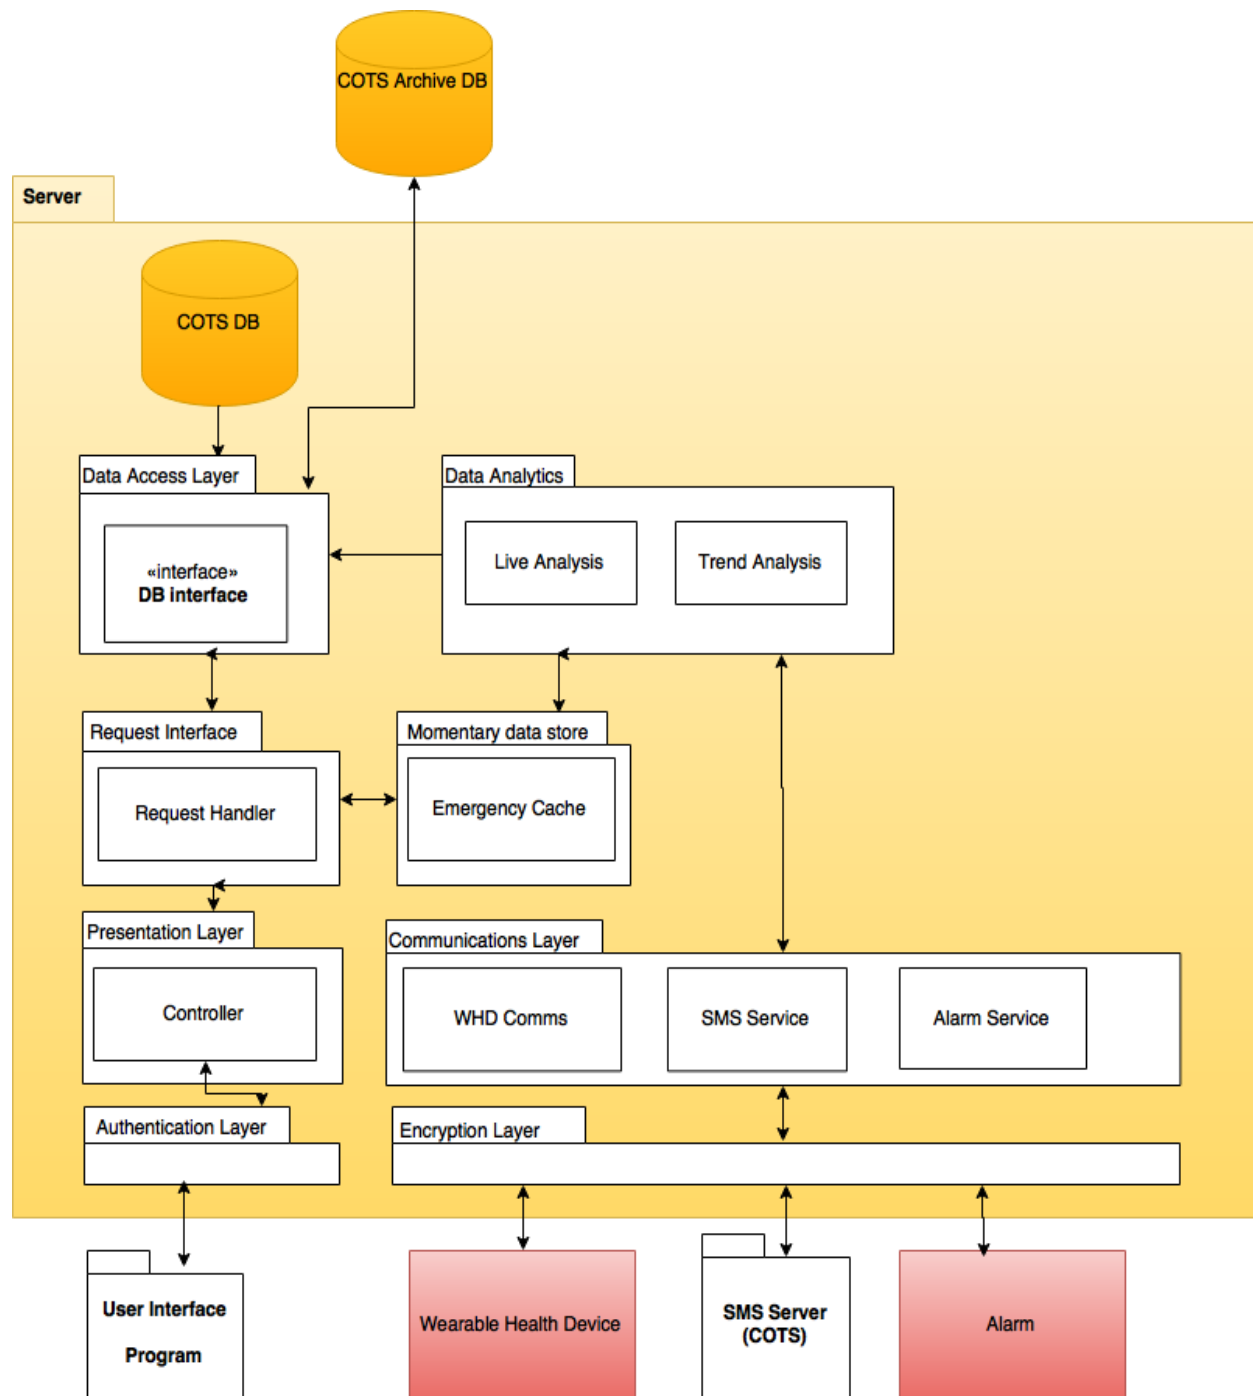 COTS Archive DB
Server
COTS DB
Data Access Layer
Data Analytics
«interface»
DB interface
Live Analysis
Trend Analysis
Request Interface
Momentary data store
Request Handler
Emergency Cache
Presentation Layer
Communications Layer
Controller
WHD Comms
SMS Service
Alarm Service
Authentication Layer
Encryption Layer
User Interface
Program
Wearable Health Device
SMS Server
(COTS)
Alarm